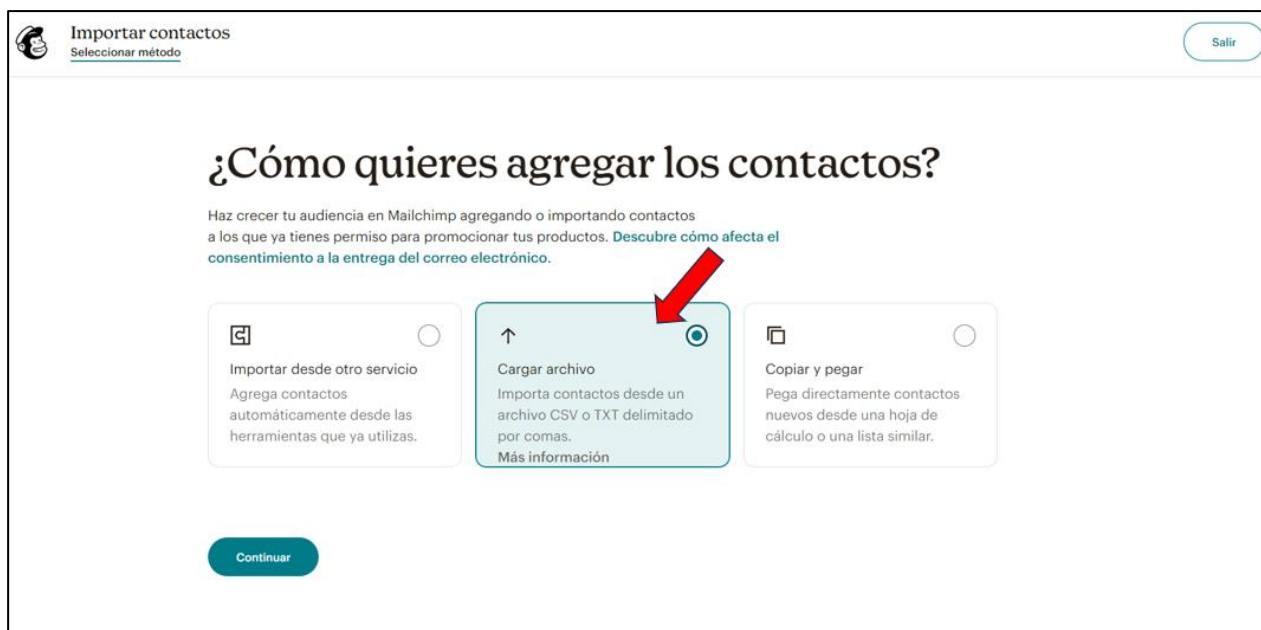 Importar contactos
Seleccionar método
Salir
¿Cómo quieres agregar los contactos?
Haz crecer tu audiencia en Mailchimp agregando o importando contactos
a los que ya tienes permiso para promocionar tus productos. Descubre cómo afecta el
consentimiento a la entrega del correo electrónico.
Importar desde otro servicio
Agrega contactos
automáticamente desde las
herramientas que ya utilizas.
Cargar archivo
Importa contactos desde un
archivo CSV o TXT delimitado
por comas.
Más información
Copiar y pegar
Pega directamente contactos
nuevos desde una hoja de
cálculo o una lista similar.
Continuar